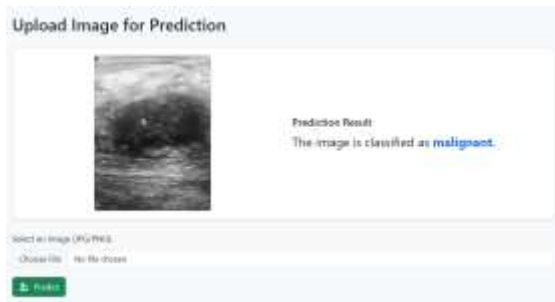 Upload Image for Prediction
Prediction Result
The image is classified as malignant.
Select an image (JPG/PNG):
Choose File No file chosen
Predict